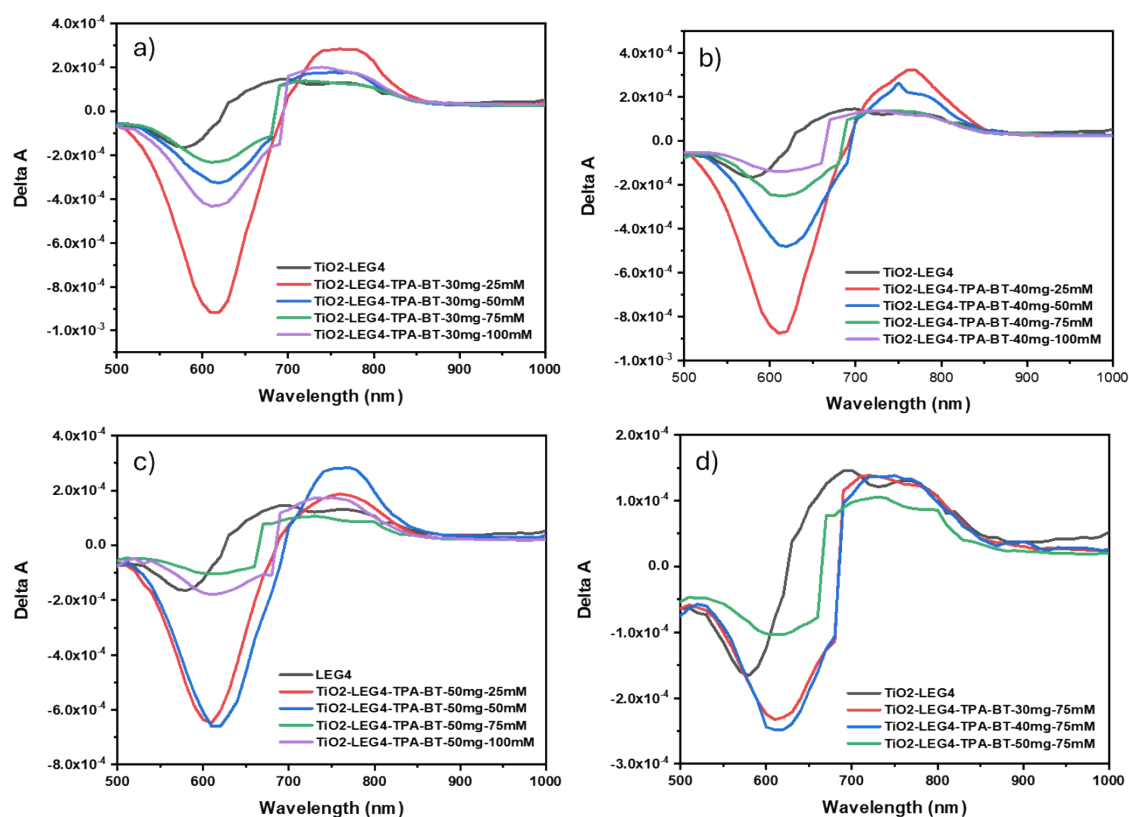 a)
4.0x10⁻⁴
2.0x10⁻⁴
0.0
-2.0x10⁻⁴
-4.0x10⁻⁴
-6.0x10⁻⁴
-8.0x10⁻⁴
-1.0x10⁻³
Delta A
TiO2-LEG4
TiO2-LEG4-TPA-BT-30mg-25mM
TiO2-LEG4-TPA-BT-30mg-50mM
TiO2-LEG4-TPA-BT-30mg-75mM
TiO2-LEG4-TPA-BT-30mg-100mM
500 600 700 800 900 1000
Wavelength (nm)
b)
4.0x10⁻⁴
2.0x10⁻⁴
0.0
-2.0x10⁻⁴
-4.0x10⁻⁴
-6.0x10⁻⁴
-8.0x10⁻⁴
-1.0x10⁻³
Delta A
TiO2-LEG4
TiO2-LEG4-TPA-BT-40mg-25mM
TiO2-LEG4-TPA-BT-40mg-50mM
TiO2-LEG4-TPA-BT-40mg-75mM
TiO2-LEG4-TPA-BT-40mg-100mM
500 600 700 800 900 1000
Wavelength (nm)
c)
4.0x10⁻⁴
2.0x10⁻⁴
0.0
-2.0x10⁻⁴
-4.0x10⁻⁴
-6.0x10⁻⁴
-8.0x10⁻⁴
Delta A
LEG4
TiO2-LEG4-TPA-BT-50mg-25mM
TiO2-LEG4-TPA-BT-50mg-50mM
TiO2-LEG4-TPA-BT-50mg-75mM
TiO2-LEG4-TPA-BT-50mg-100mM
500 600 700 800 900 1000
Wavelength (nm)
d)
2.0x10⁻⁴
1.0x10⁻⁴
0.0
-1.0x10⁻⁴
-2.0x10⁻⁴
-3.0x10⁻⁴
Delta A
TiO2-LEG4
TiO2-LEG4-TPA-BT-30mg-75mM
TiO2-LEG4-TPA-BT-40mg-75mM
TiO2-LEG4-TPA-BT-50mg-75mM
500 600 700 800 900 1000
Wavelength (nm)